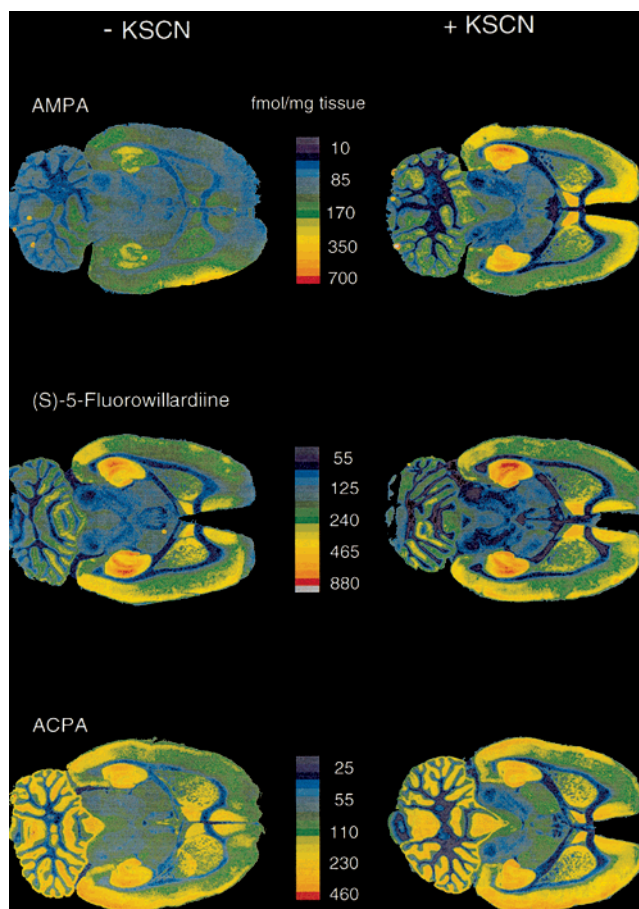 - KSCN
+ KSCN
AMPA
fmol/mg tissue
10
85
170
350
700
(S)-5-Fluorowillardiine
55
125
240
465
880
ACPA
25
55
110
230
460